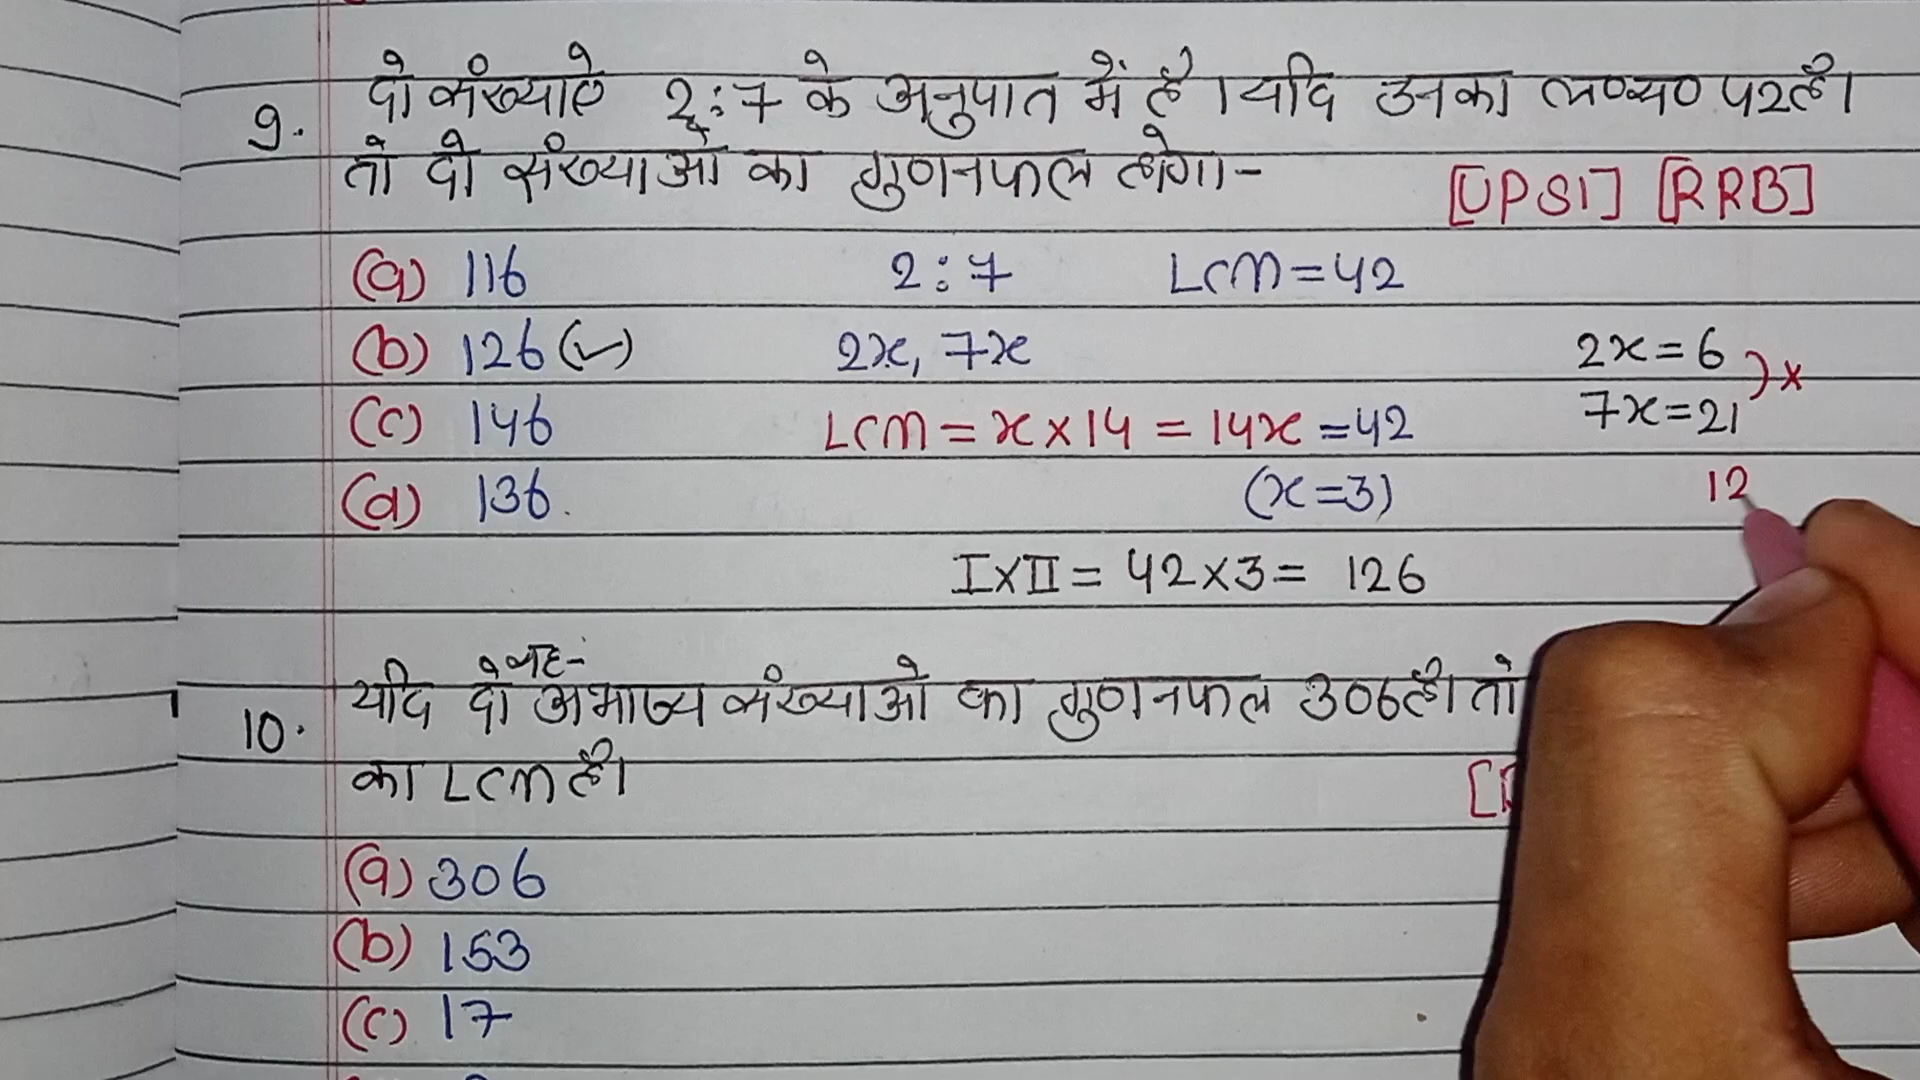 9. दो संख्याऐ 2:7 के अनुपात में है। यदि उनका ल०स० 42 है।
तो दो संख्याओं का गुणनफल होगा- [UPSI] [RRB]
(a) 116 2:7 LCM=42
(b) 126 (✓) 2x, 7x 2x=6
(c) 146 LCM = x×14 = 14x =42 7x=21 )×
(d) 136. (x=3) 12
I×II = 42×3= 126
सह-
10. यदि दो अभाज्य संख्याओ का गुणनफल 306 है। तो
का LCM है। [
(a) 306
(b) 153
(c) 17